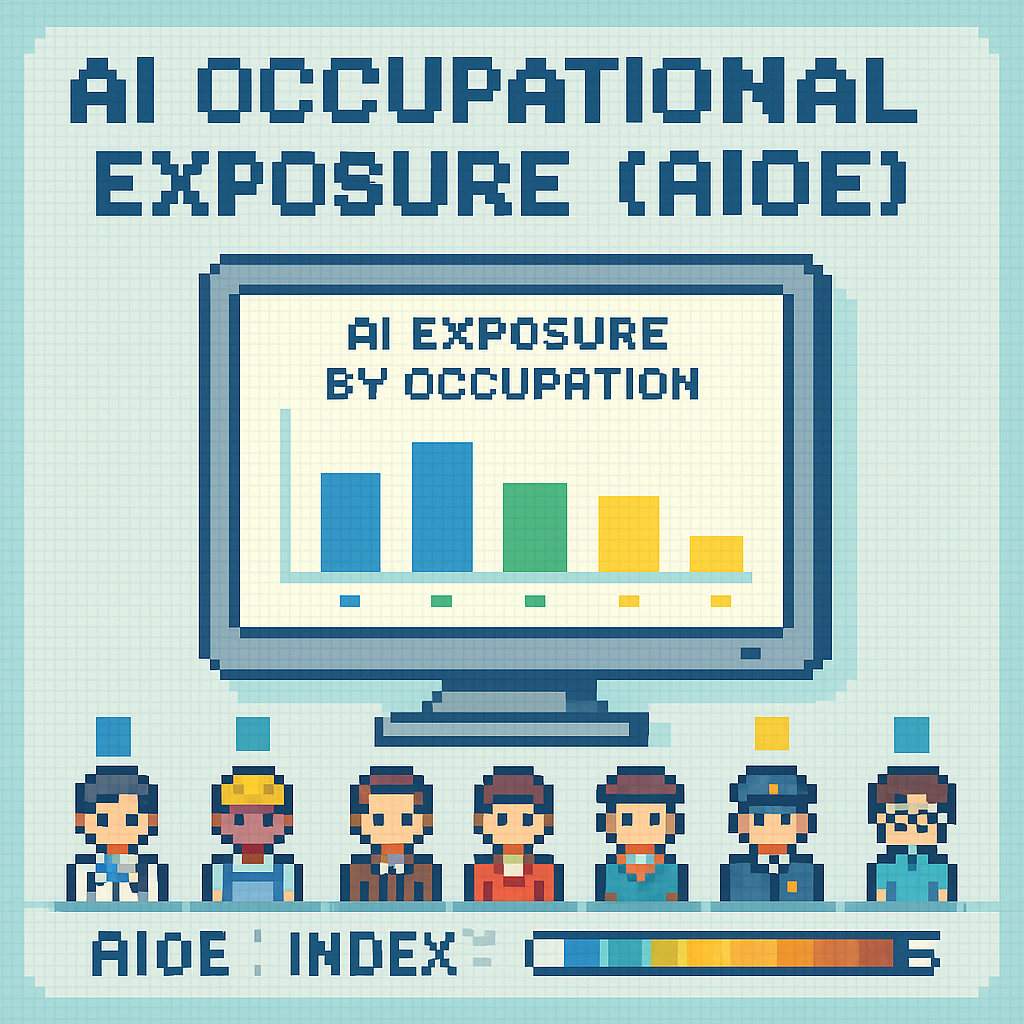 AI OCCUPATIONAL
EXPOSURE (AIOE)
AI EXPOSURE
BY OCCUPATION
AIOE : INDEX